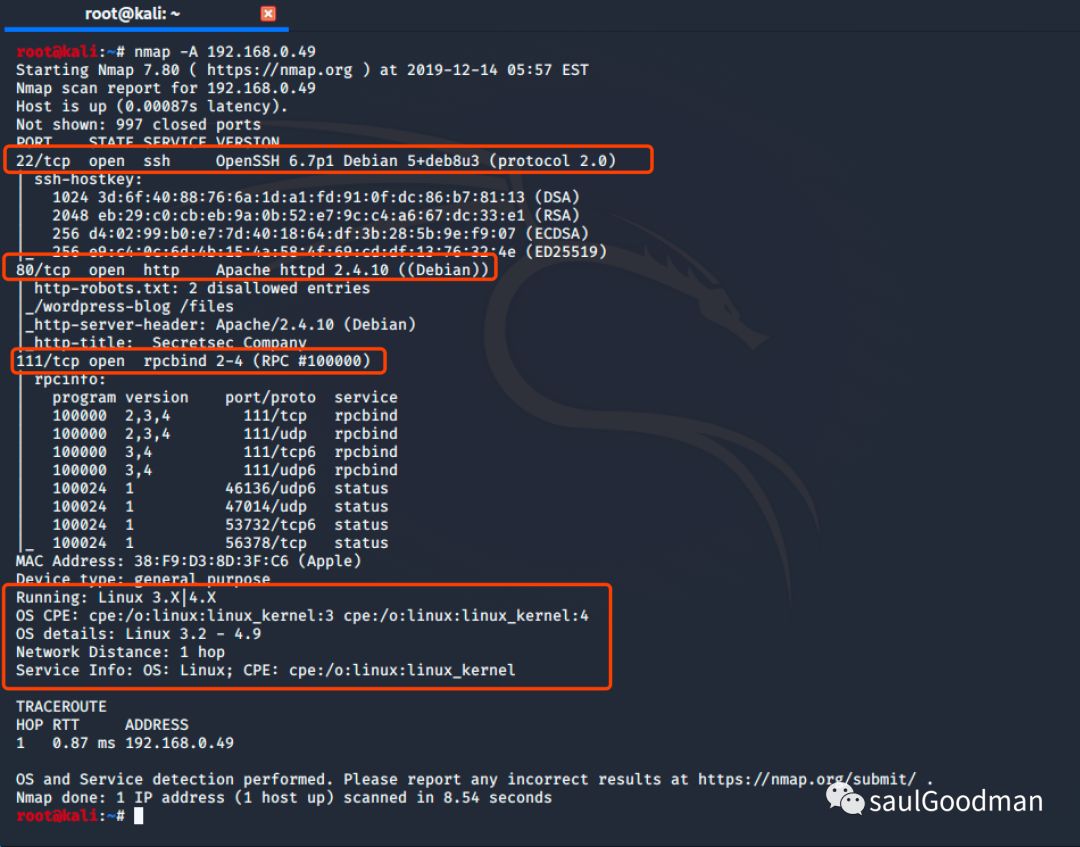 root@kali: ~
root@kali:~# nmap -A 192.168.0.49
Starting Nmap 7.80 ( https://nmap.org ) at 2019-12-14 05:57 EST
Nmap scan report for 192.168.0.49
Host is up (0.00087s latency).
Not shown: 997 closed ports
PORT    STATE SERVICE VERSION
22/tcp  open  ssh     OpenSSH 6.7p1 Debian 5+deb8u3 (protocol 2.0)
| ssh-hostkey:
|   1024 3d:6f:40:88:76:6a:1d:a1:fd:91:0f:dc:86:b7:81:13 (DSA)
|   2048 eb:29:c0:cb:eb:9a:0b:52:e7:9c:c4:a6:67:dc:33:e1 (RSA)
|   256 d4:02:99:b0:e7:7d:40:18:64:df:3b:28:5b:9e:f9:07 (ECDSA)
|_  256 e9:c4:0c:6d:4b:15:4a:58:4f:69:cd:df:13:76:32:4e (ED25519)
80/tcp  open  http    Apache httpd 2.4.10 ((Debian))
| http-robots.txt: 2 disallowed entries
|_/wordpress-blog /files
|_http-server-header: Apache/2.4.10 (Debian)
|_http-title:  Secretsec Company
111/tcp open  rpcbind 2-4 (RPC #100000)
| rpcinfo:
|   program version    port/proto  service
|   100000  2,3,4        111/tcp   rpcbind
|   100000  2,3,4        111/udp   rpcbind
|   100000  3,4          111/tcp6  rpcbind
|   100000  3,4          111/udp6  rpcbind
|   100024  1          46136/udp6  status
|   100024  1          47014/udp   status
|   100024  1          53732/tcp6  status
|_  100024  1          56378/tcp   status
MAC Address: 38:F9:D3:8D:3F:C6 (Apple)
Device type: general purpose
Running: Linux 3.X|4.X
OS CPE: cpe:/o:linux:linux_kernel:3 cpe:/o:linux:linux_kernel:4
OS details: Linux 3.2 - 4.9
Network Distance: 1 hop
Service Info: OS: Linux; CPE: cpe:/o:linux:linux_kernel
TRACEROUTE
HOP RTT     ADDRESS
1   0.87 ms 192.168.0.49
OS and Service detection performed. Please report any incorrect results at https://nmap.org/submit/ .
Nmap done: 1 IP address (1 host up) scanned in 8.54 seconds
root@kali:~#
saulGoodman